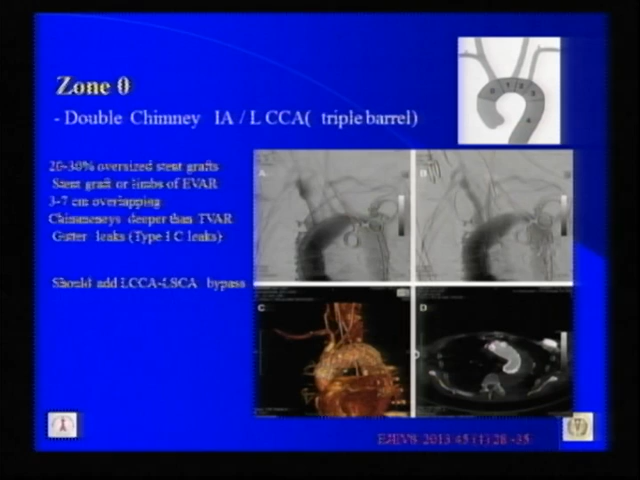 Zone 0
- Double Chimney IA / L CCA( triple barrel)
20-30% oversized stent grafts
Stent graft or limbs of EVAR
3-7 cm overlapping
Chimeneys deeper than TVAR
Gutter leaks (Type I C leaks)
Should add LCCA-LSCA bypass
A
B
C
D
EJEVS 2013 45 (1) 28 -35